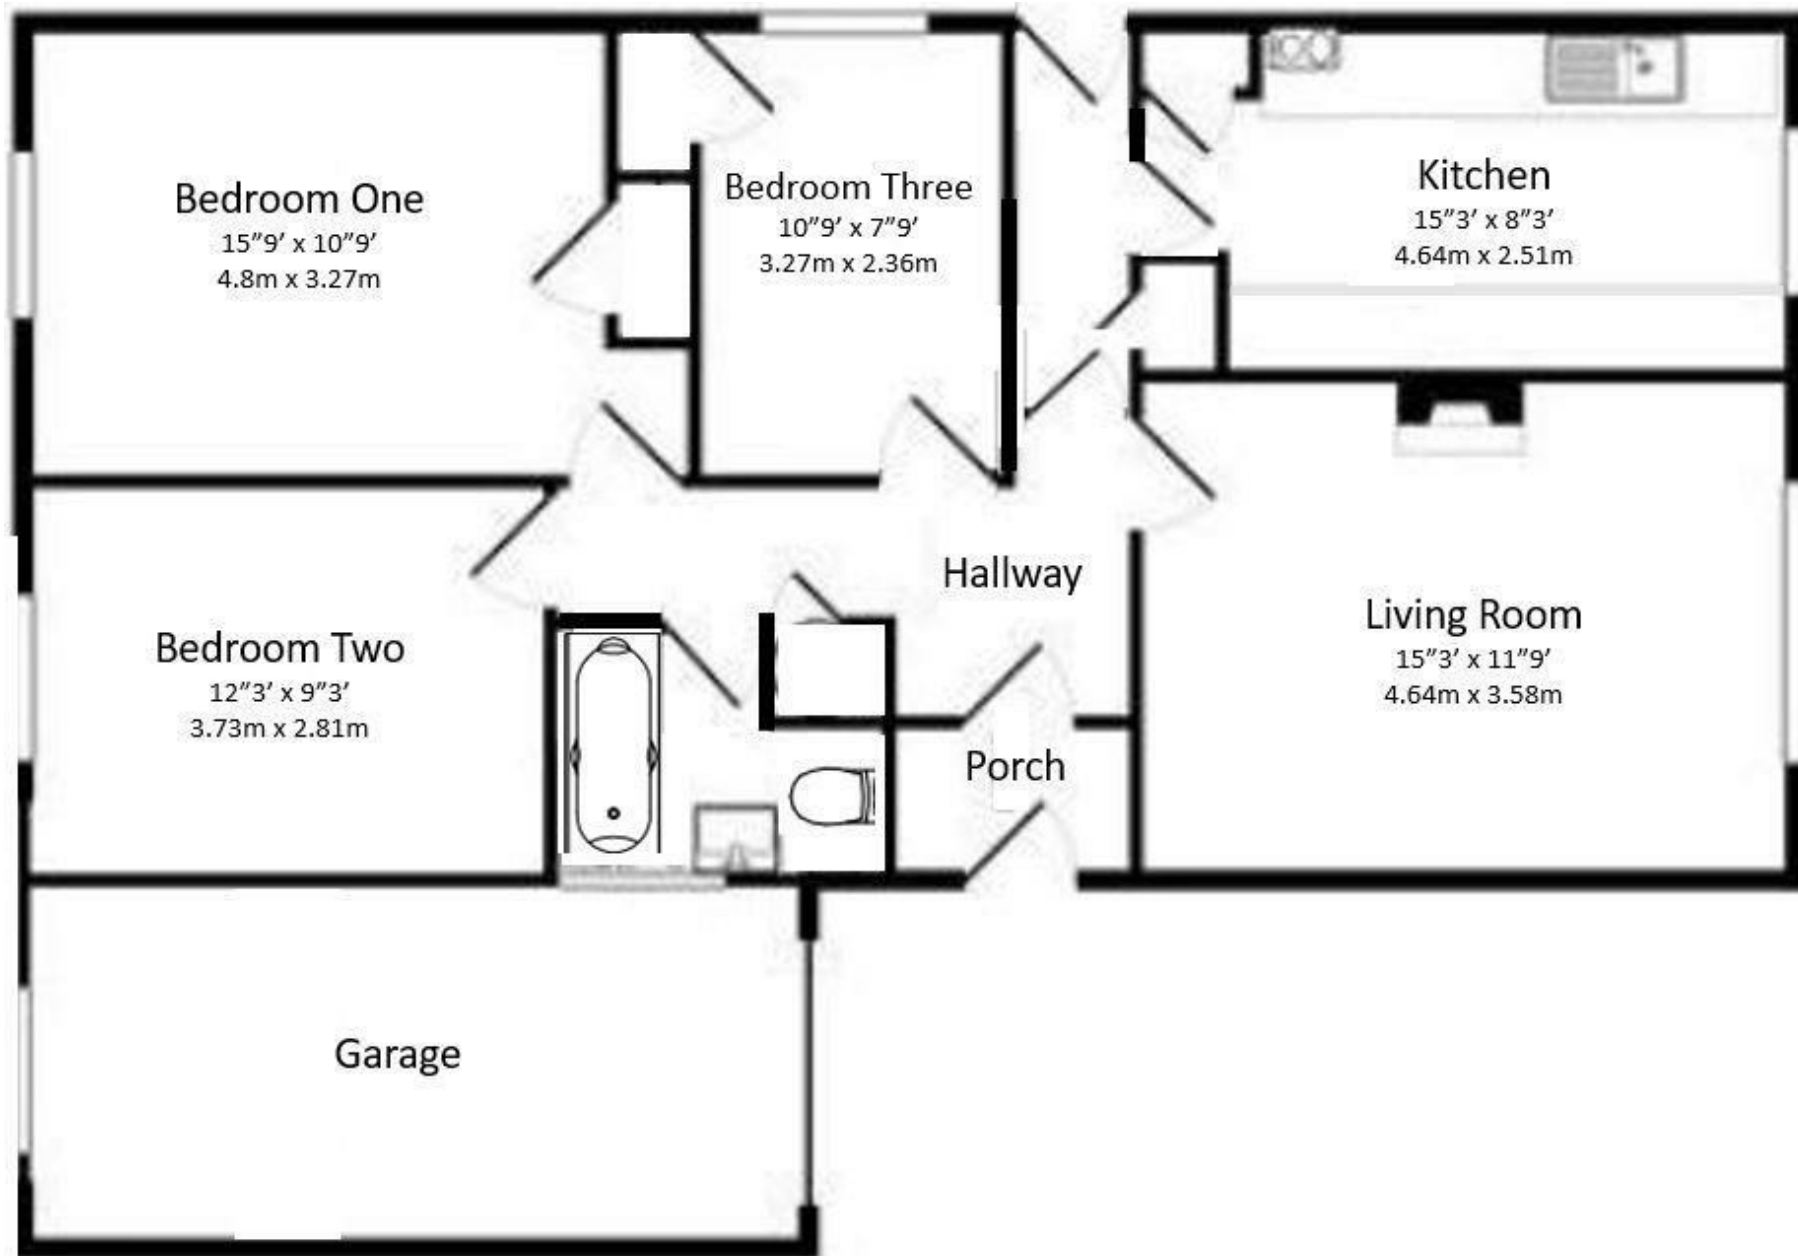 Bedroom One
15”9’ x 10”9’
4.8m x 3.27m
Bedroom Three
10”9’ x 7”9’
3.27m x 2.36m
Kitchen
15”3’ x 8”3’
4.64m x 2.51m
Bedroom Two
12”3’ x 9”3’
3.73m x 2.81m
Hallway
Living Room
15”3’ x 11”9’
4.64m x 3.58m
Porch
Garage